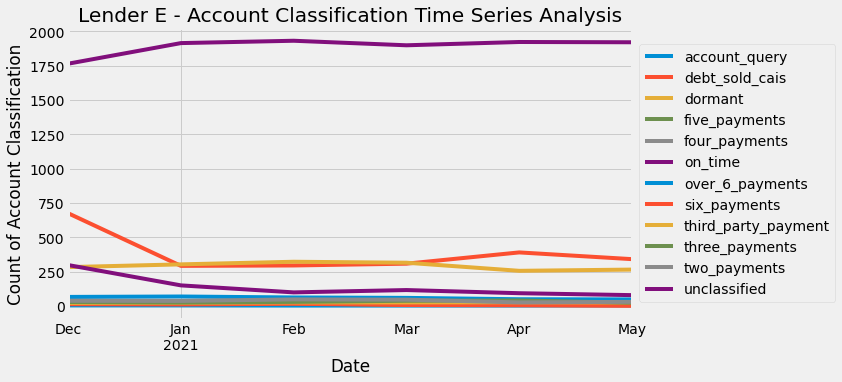 Lender E - Account Classification Time Series Analysis
Count of Account Classification
2000
1750
1500
1250
1000
750
500
250
0
Dec
Jan
2021
Feb
Mar
Apr
May
Date
account_query
debt_sold_cais
dormant
five_payments
four_payments
on_time
over_6_payments
six_payments
third_party_payment
three_payments
two_payments
unclassified